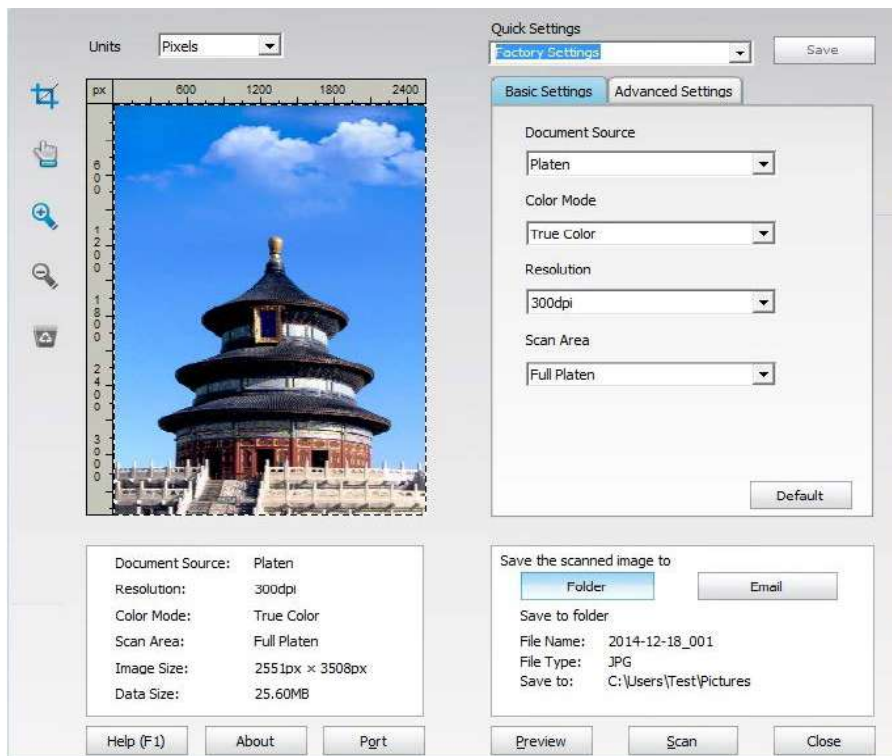 Units
Pixels
px 600 1200 1800 2400
600
1200
1800
2400
3000
Document Source: Platen
Resolution: 300dpi
Color Mode: True Color
Scan Area: Full Platen
Image Size: 2551px × 3508px
Data Size: 25.60MB
Help (F1) About Port
Quick Settings
Factory Settings Save
Basic Settings Advanced Settings
Document Source
Platen
Color Mode
True Color
Resolution
300dpi
Scan Area
Full Platen
Default
Save the scanned image to
Folder Email
Save to folder
File Name: 2014-12-18_001
File Type: JPG
Save to: C:\Users\Test\Pictures
Preview Scan Close